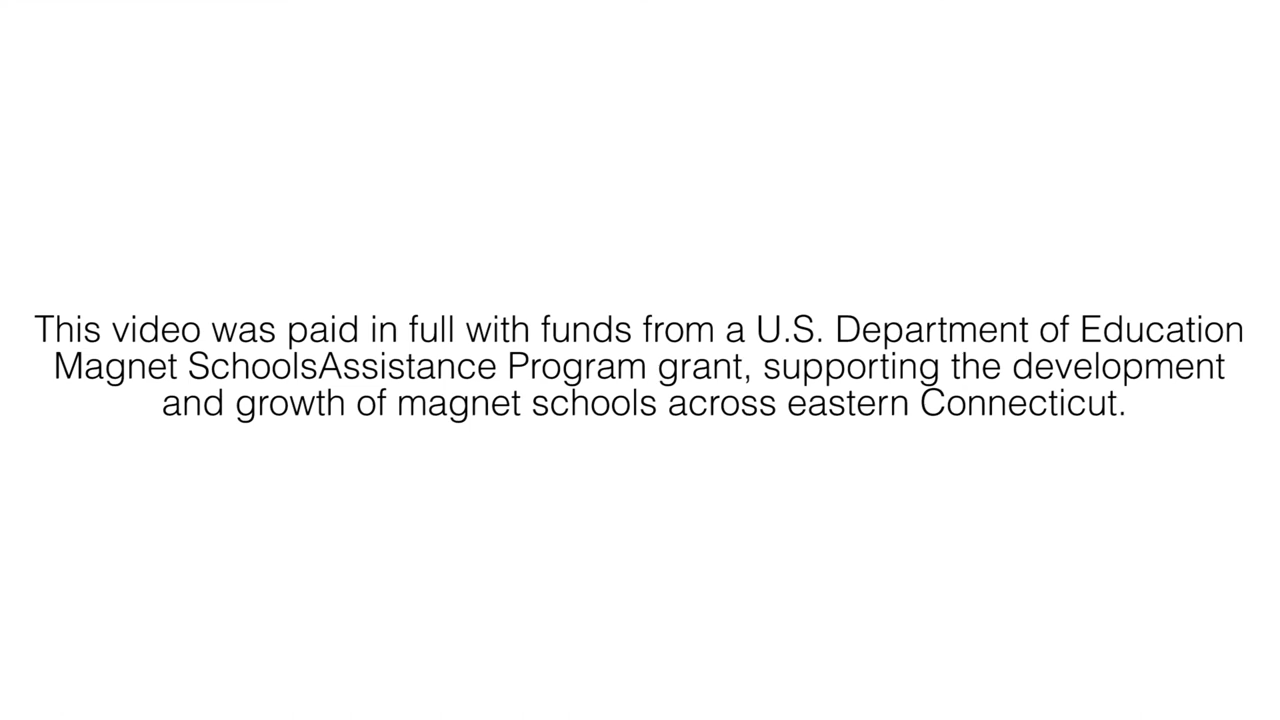 This video was paid in full with funds from a U.S. Department of Education
Magnet SchoolsAssistance Program grant, supporting the development
and growth of magnet schools across eastern Connecticut.